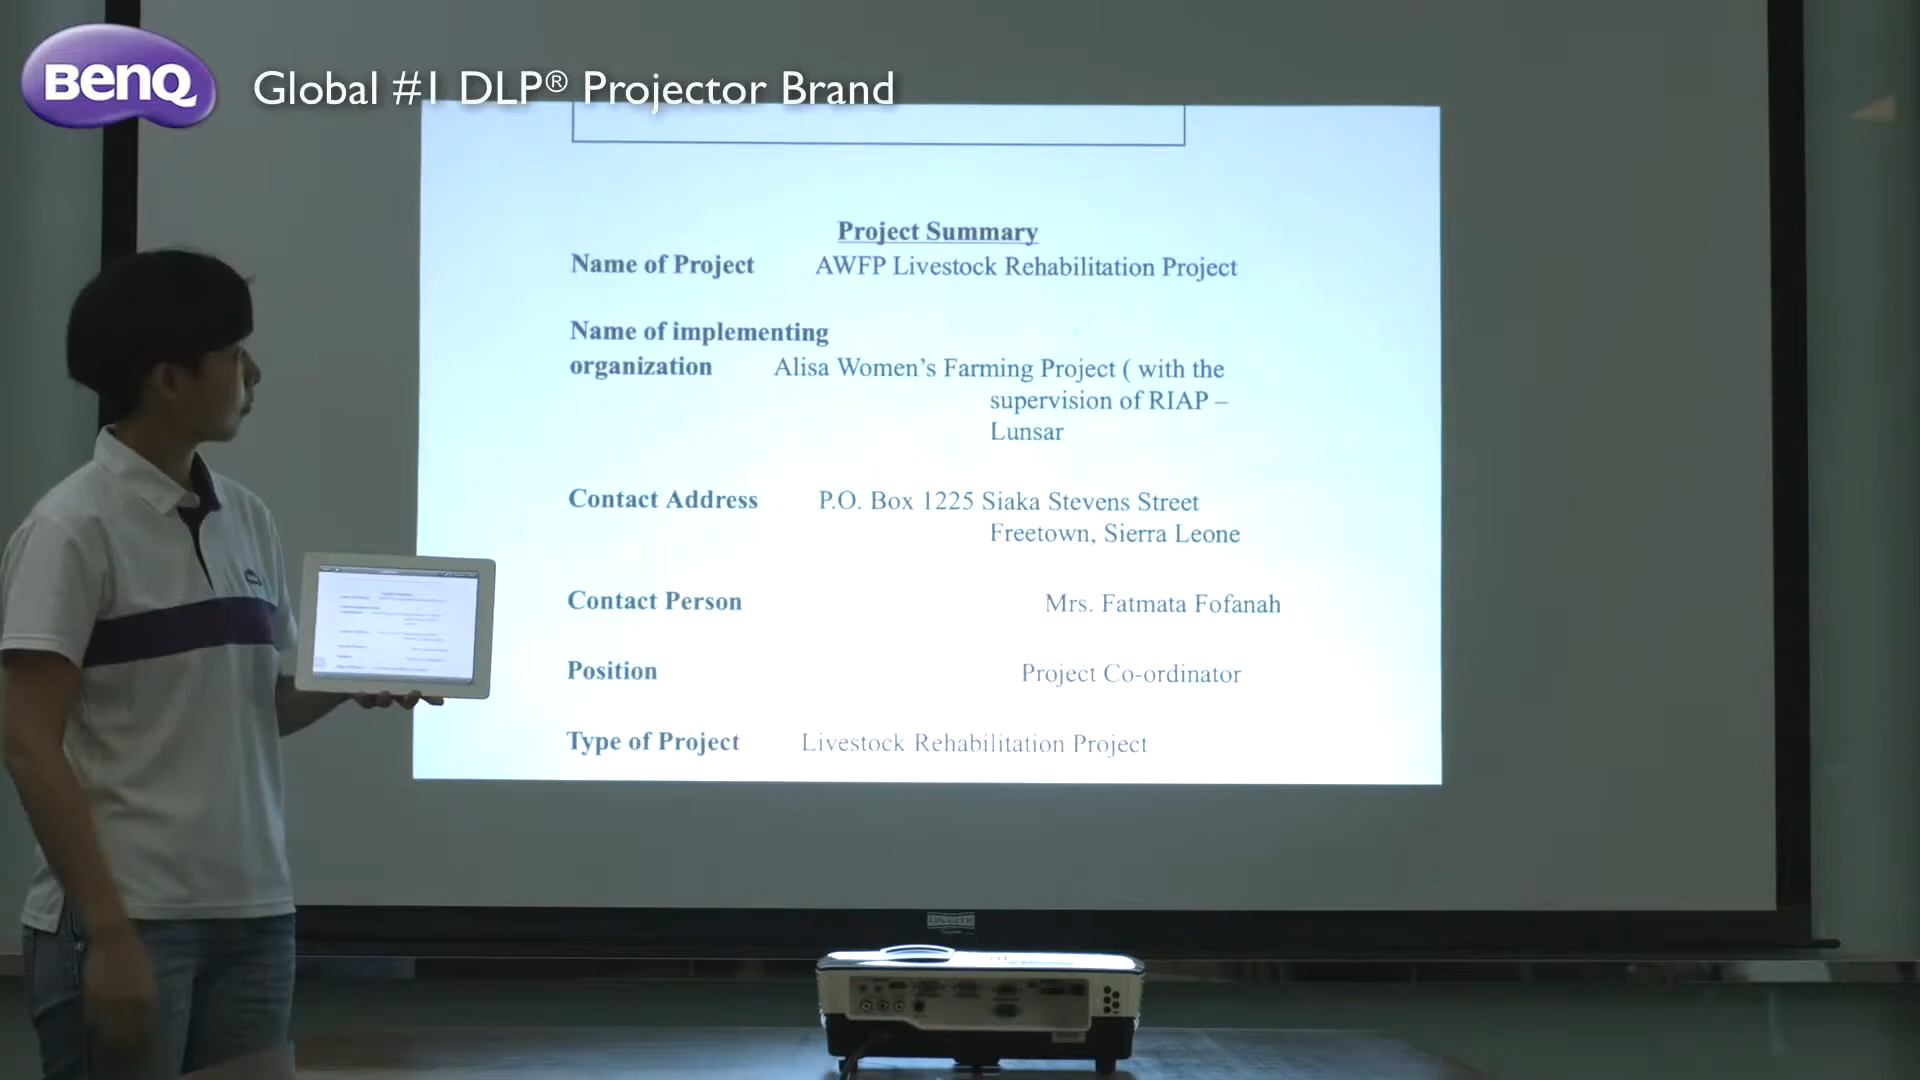 BenQ
Global #1 DLP® Projector Brand
Project Summary
Name of Project AWFP Livestock Rehabilitation Project
Name of implementing
organization Alisa Women's Farming Project ( with the
supervision of RIAP –
Lunsar
Contact Address P.O. Box 1225 Siaka Stevens Street
Freetown, Sierra Leone
Contact Person Mrs. Fatmata Fofanah
Position Project Co-ordinator
Type of Project Livestock Rehabilitation Project